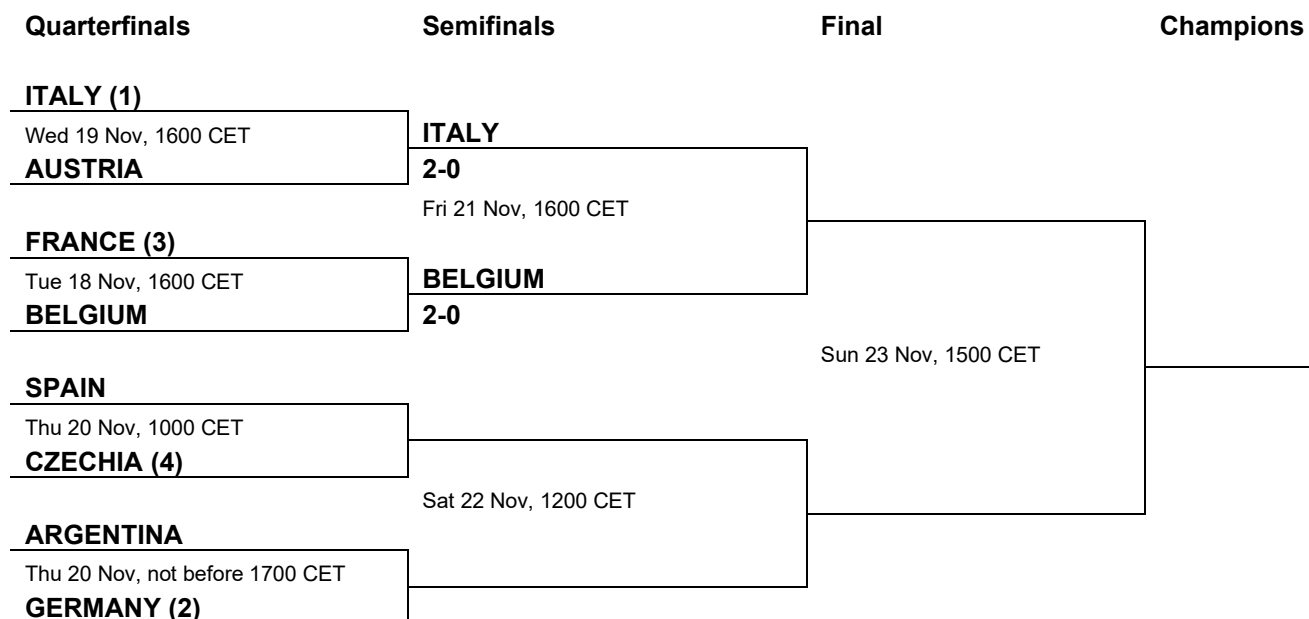 Quarterfinals
Semifinals
Final
Champions
ITALY (1)
Wed 19 Nov, 1600 CET
AUSTRIA
FRANCE (3)
Tue 18 Nov, 1600 CET
BELGIUM
SPAIN
Thu 20 Nov, 1000 CET
CZECHIA (4)
ARGENTINA
Thu 20 Nov, not before 1700 CET
GERMANY (2)
ITALY
2-0
Fri 21 Nov, 1600 CET
BELGIUM
2-0
Sat 22 Nov, 1200 CET
Sun 23 Nov, 1500 CET